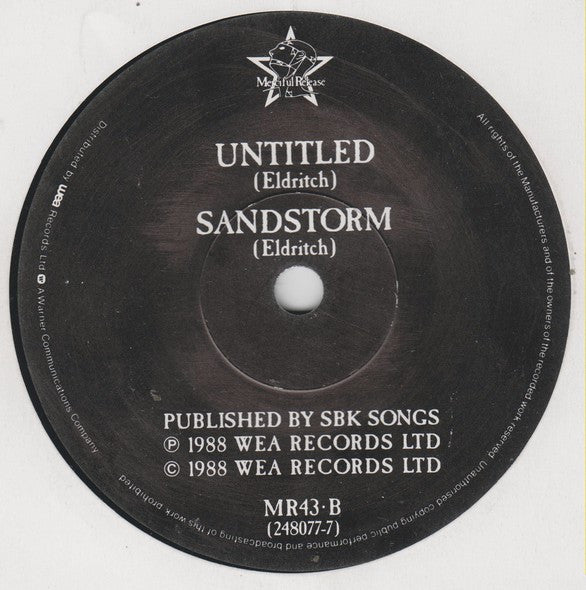 Merciful Release
UNTITLED
(Eldritch)
SANDSTORM
(Eldritch)
PUBLISHED BY SBK SONGS
℗ 1988 WEA RECORDS LTD
© 1988 WEA RECORDS LTD
MR43·B
(248077-7)
All rights of the Manufacturers and of the owners of the recorded work reserved. Unauthorised copying public performance and broadcasting of this work prohibited
Distributed by wea Records Ltd. A Warner Communications Company